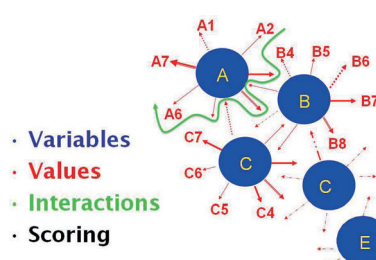 A1
A2
A7
A
B4
B5
B6
A6
B
B7
B8
· Variables
C7
C
· Values
C6
C
· Interactions
C5
C4
· Scoring
E